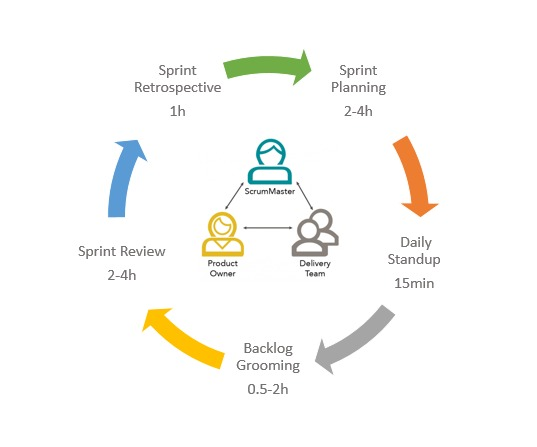 Sprint
Retrospective
1h
Sprint
Planning
2-4h
ScrumMaster
Product
Owner
Delivery
Team
Daily
Standup
15min
Sprint Review
2-4h
Backlog
Grooming
0.5-2h